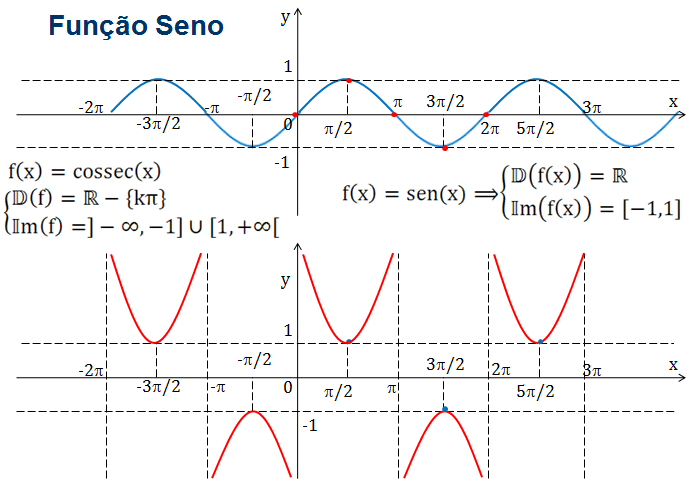 Função Seno
y
1
-π/2
3π/2
x
-2π
-π
π
3π
-3π/2
0
π/2
2π
5π/2
-1
f(x) = cossec(x)
𝔻(f) = ℝ − {kπ}
𝕀m(f) =] − ∞, −1] ∪ [1, +∞[
f(x) = sen(x) ⟹
𝔻(f(x)) = ℝ
𝕀m(f(x)) = [−1,1]
y
1
-π/2
3π/2
x
-2π
2π
3π
-3π/2
-π
0
π/2
π
5π/2
-1